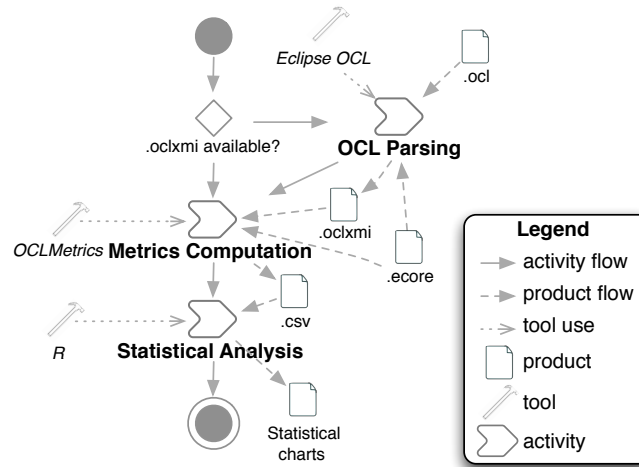 Eclipse OCL
.ocl
.oclxmi available?
OCL Parsing
.oclxmi
OCLMetrics
Metrics Computation
.ecore
.csv
R
Statistical Analysis
Statistical
charts
Legend
activity flow
product flow
tool use
product
tool
activity